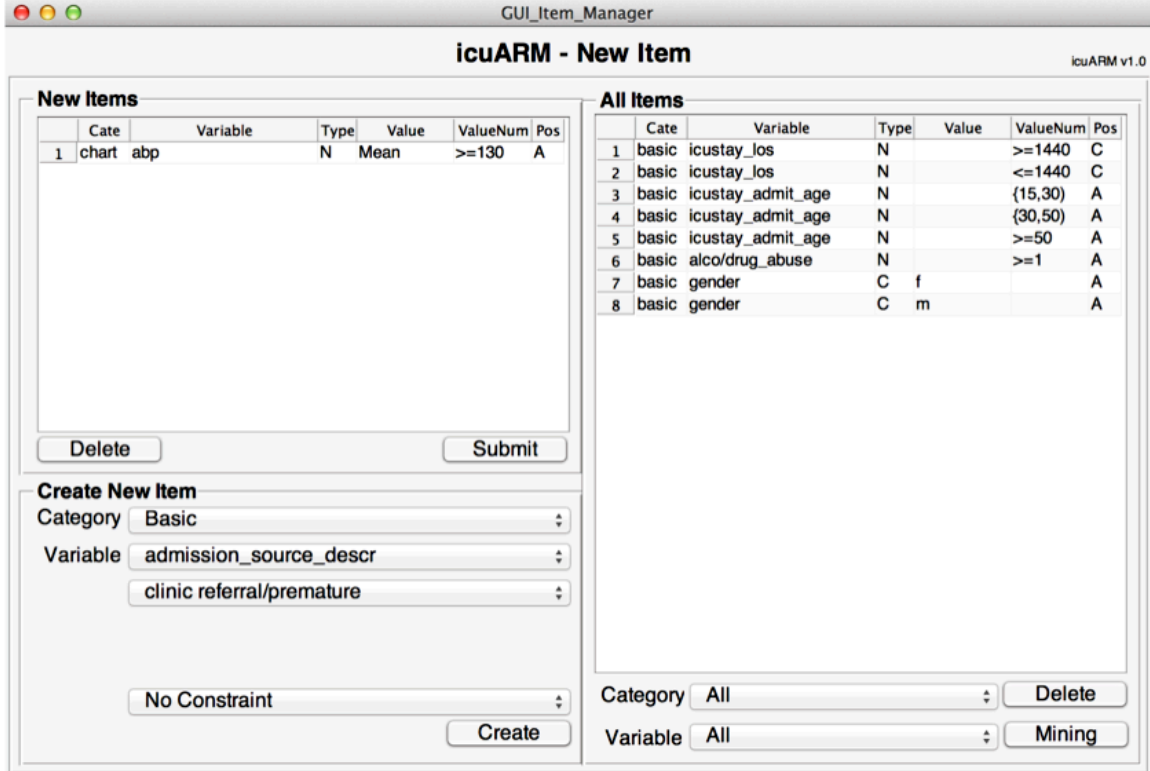 GUI_Item_Manager
icuARM - New Item
icuARM v1.0
New Items
Cate Variable Type Value ValueNum Pos
1 chart abp N Mean >=130 A
Delete Submit
Create New Item
Category Basic
Variable admission_source_descr
clinic referral/premature
No Constraint
Create
All Items
Cate Variable Type Value ValueNum Pos
1 basic icustay_los N >=1440 C
2 basic icustay_los N <=1440 C
3 basic icustay_admit_age N {15,30) A
4 basic icustay_admit_age N {30,50) A
5 basic icustay_admit_age N >=50 A
6 basic alco/drug_abuse N >=1 A
7 basic gender C f A
8 basic gender C m A
Category All Delete
Variable All Mining